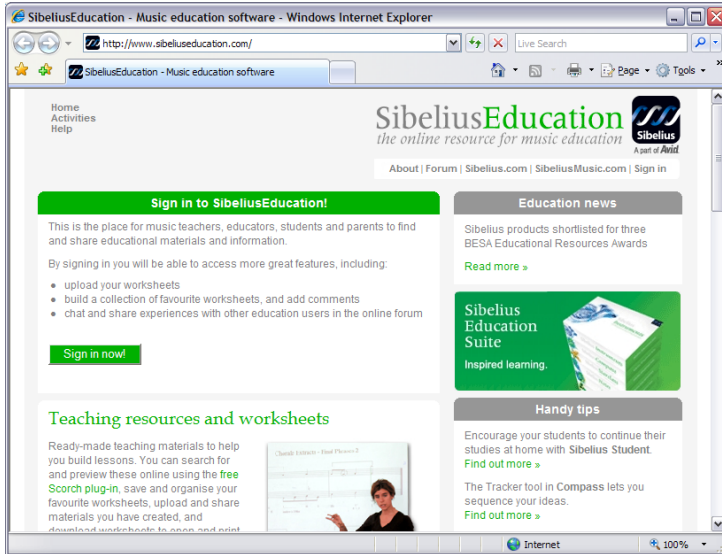 SibeliusEducation - Music education software - Windows Internet Explorer
http://www.sibeliuseducation.com/
Live Search
SibeliusEducation - Music education software
Page
Tools
Home
Activities
Help
SibeliusEducation
the online resource for music education
Sibelius
A part of Avid
About | Forum | Sibelius.com | SibeliusMusic.com | Sign in
Sign in to SibeliusEducation!
This is the place for music teachers, educators, students and parents to find
and share educational materials and information.
By signing in you will be able to access more great features, including:
upload your worksheets
build a collection of favourite worksheets, and add comments
chat and share experiences with other education users in the online forum
Sign in now!
Teaching resources and worksheets
Ready-made teaching materials to help
you build lessons. You can search for
and preview these online using the free
Scorch plug-in, save and organise your
favourite worksheets, upload and share
materials you have created, and
download worksheets to open and print
Education news
Sibelius products shortlisted for three
BESA Educational Resources Awards
Read more »
Sibelius
Education
Suite
Inspired learning.
Handy tips
Encourage your students to continue their
studies at home with Sibelius Student.
Find out more »
The Tracker tool in Compass lets you
sequence your ideas.
Find out more »
Internet
100%